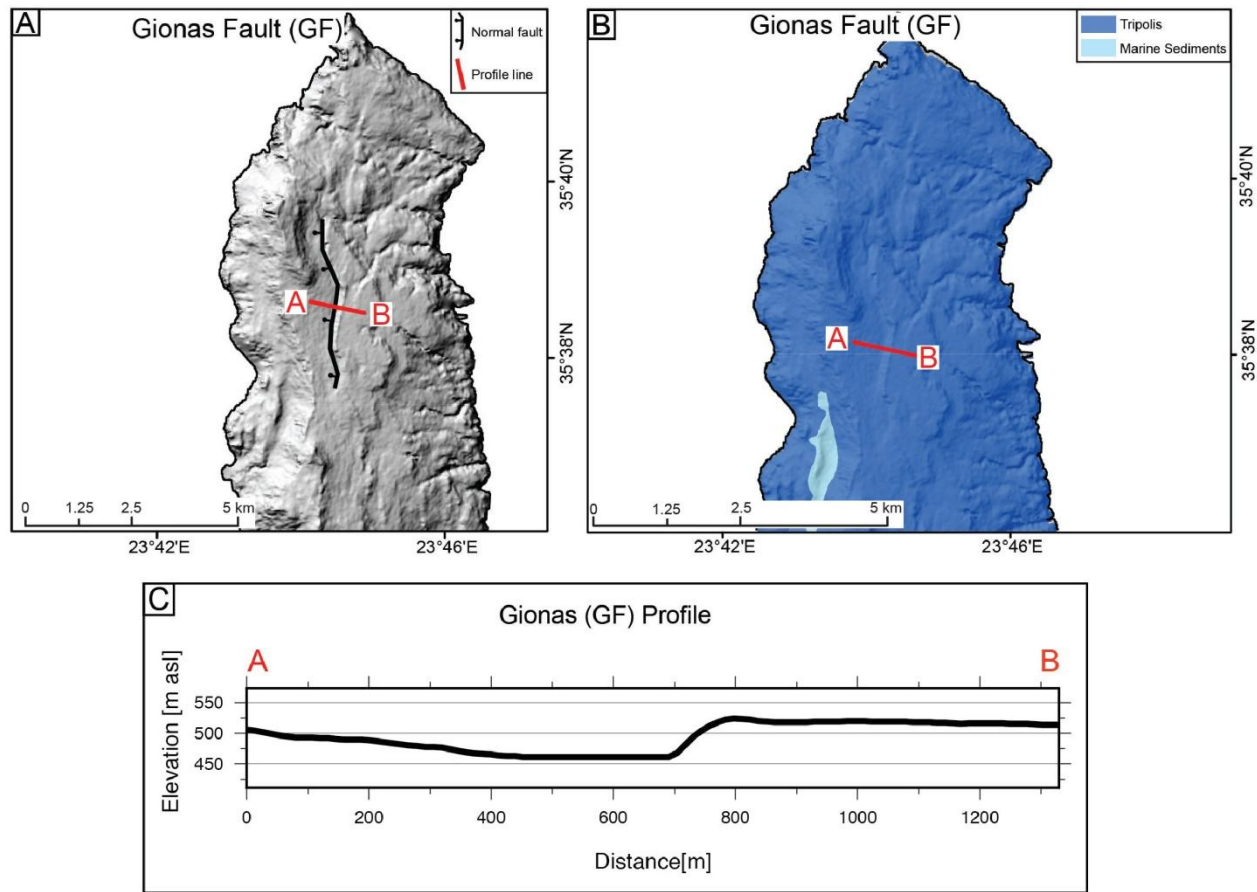 A
Gionas Fault (GF)
Normal fault
Profile line
A
B
35°40'N
35°38'N
0 1.25 2.5 5 km
23°42'E 23°46'E
B
Gionas Fault (GF)
Tripolis
Marine Sediments
A
B
35°40'N
35°38'N
0 1.25 2.5 5 km
23°42'E 23°46'E
C
Gionas (GF) Profile
A B
Elevation [m asl]
550
500
450
0 200 400 600 800 1000 1200
Distance[m]